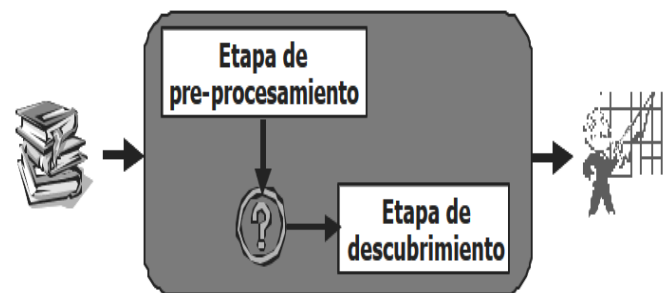 Etapa de
pre-procesamiento
?
Etapa de
descubrimiento